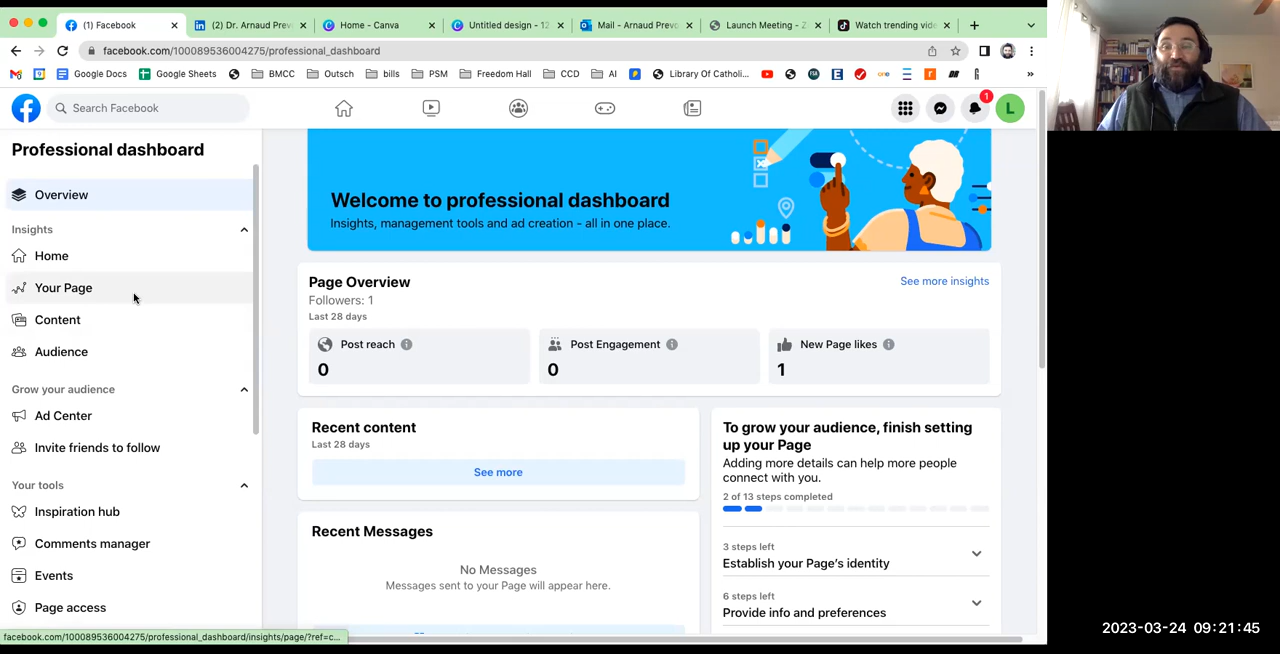 (1) Facebook
(2) Dr. Arnaud Prev
Home - Canva
Untitled design - 12
Mail - Arnaud Prevo
Launch Meeting - Z
Watch trending vide
facebook.com/100089536004275/professional_dashboard
Google Docs
Google Sheets
BMCC
Outsch
bills
PSM
Freedom Hall
CCD
AI
Library Of Catholi...
»
Search Facebook
1
L
Professional dashboard
Overview
Insights
Home
Your Page
Content
Audience
Grow your audience
Ad Center
Invite friends to follow
Your tools
Inspiration hub
Comments manager
Events
Page access
facebook.com/100089536004275/professional_dashboard/insights/page/?ref=c...
Welcome to professional dashboard
Insights, management tools and ad creation - all in one place.
Page Overview
See more insights
Followers: 1
Last 28 days
Post reach
0
Post Engagement
0
New Page likes
1
Recent content
Last 28 days
See more
Recent Messages
No Messages
Messages sent to your Page will appear here.
To grow your audience, finish setting
up your Page
Adding more details can help more people
connect with you.
2 of 13 steps completed
3 steps left
Establish your Page's identity
6 steps left
Provide info and preferences
2023-03-24 09:21:45